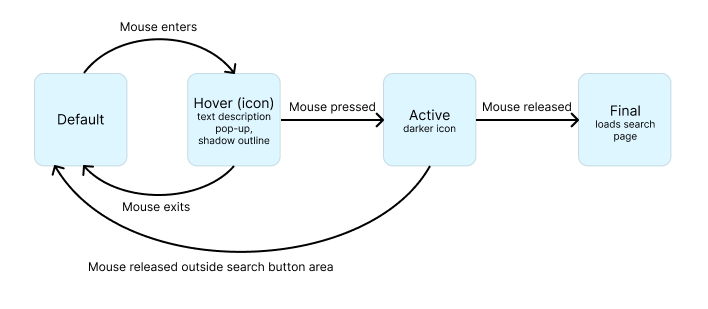 Mouse enters
Default
Hover (icon)
text description
pop-up,
shadow outline
Mouse pressed
Active
darker icon
Mouse released
Final
loads search
page
Mouse exits
Mouse released outside search button area